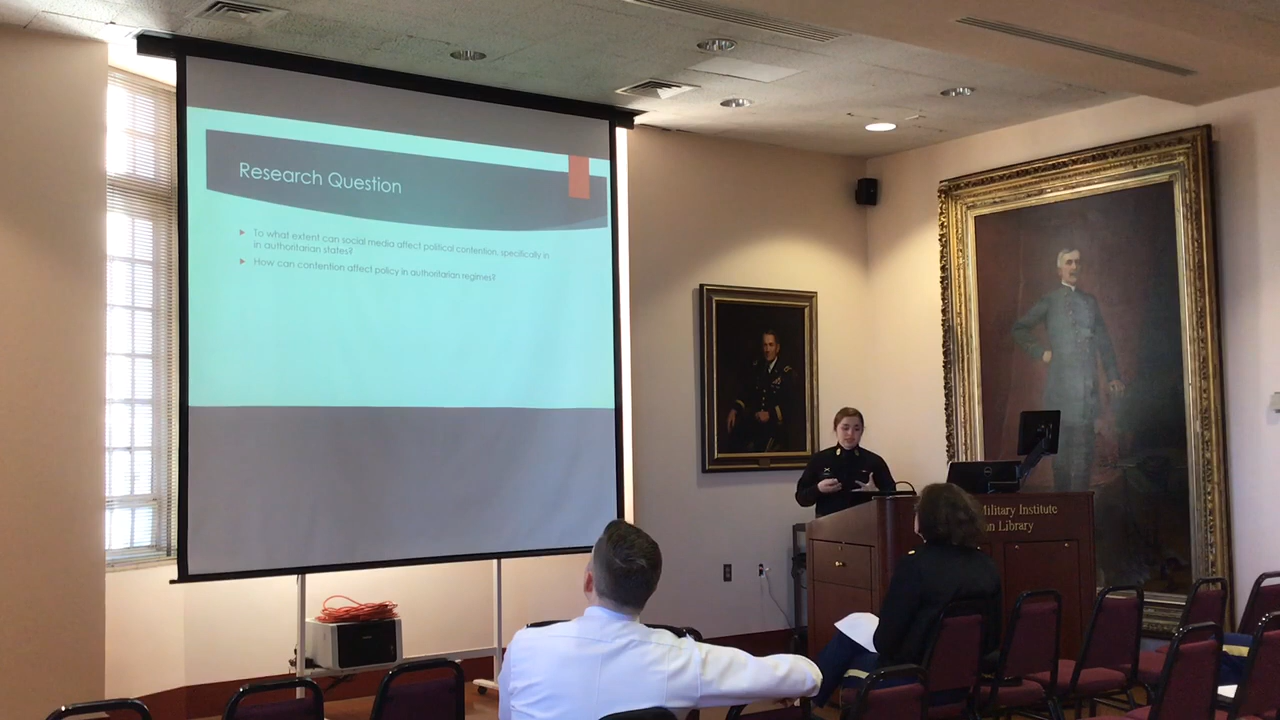 Research Question
To what extent can social media affect political contention, specifically
in authoritarian states?
How can contention affect policy in authoritarian regimes?
Military Institute
Library